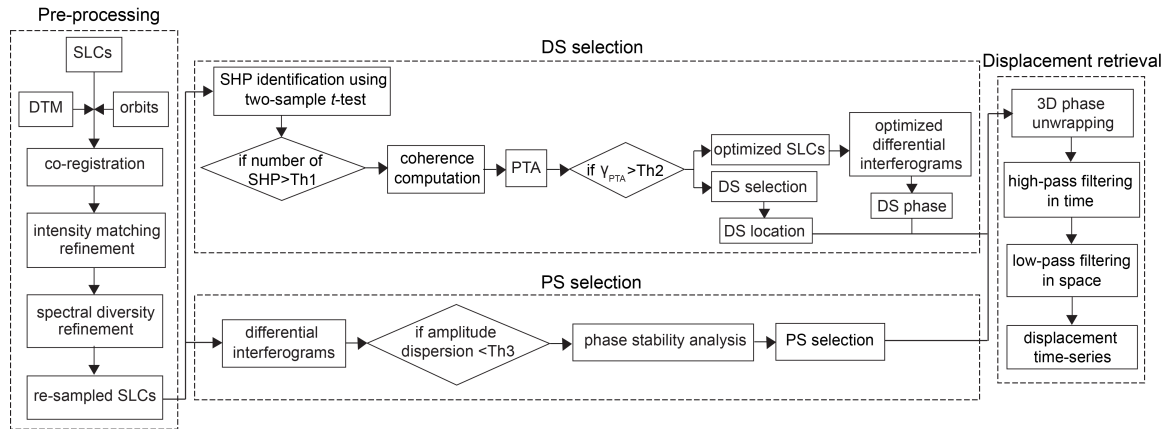 Pre-processing
SLCs
DTM
orbits
co-registration
intensity matching
refinement
spectral diversity
refinement
re-sampled SLCs
DS selection
SHP identification using
two-sample t-test
if number of
SHP>Th1
coherence
computation
PTA
if γPTA>Th2
optimized SLCs
optimized
differential
interferograms
DS selection
DS phase
DS location
PS selection
differential
interferograms
if amplitude
dispersion <Th3
phase stability analysis
PS selection
Displacement retrieval
3D phase
unwrapping
high-pass filtering
in time
low-pass filtering
in space
displacement
time-series